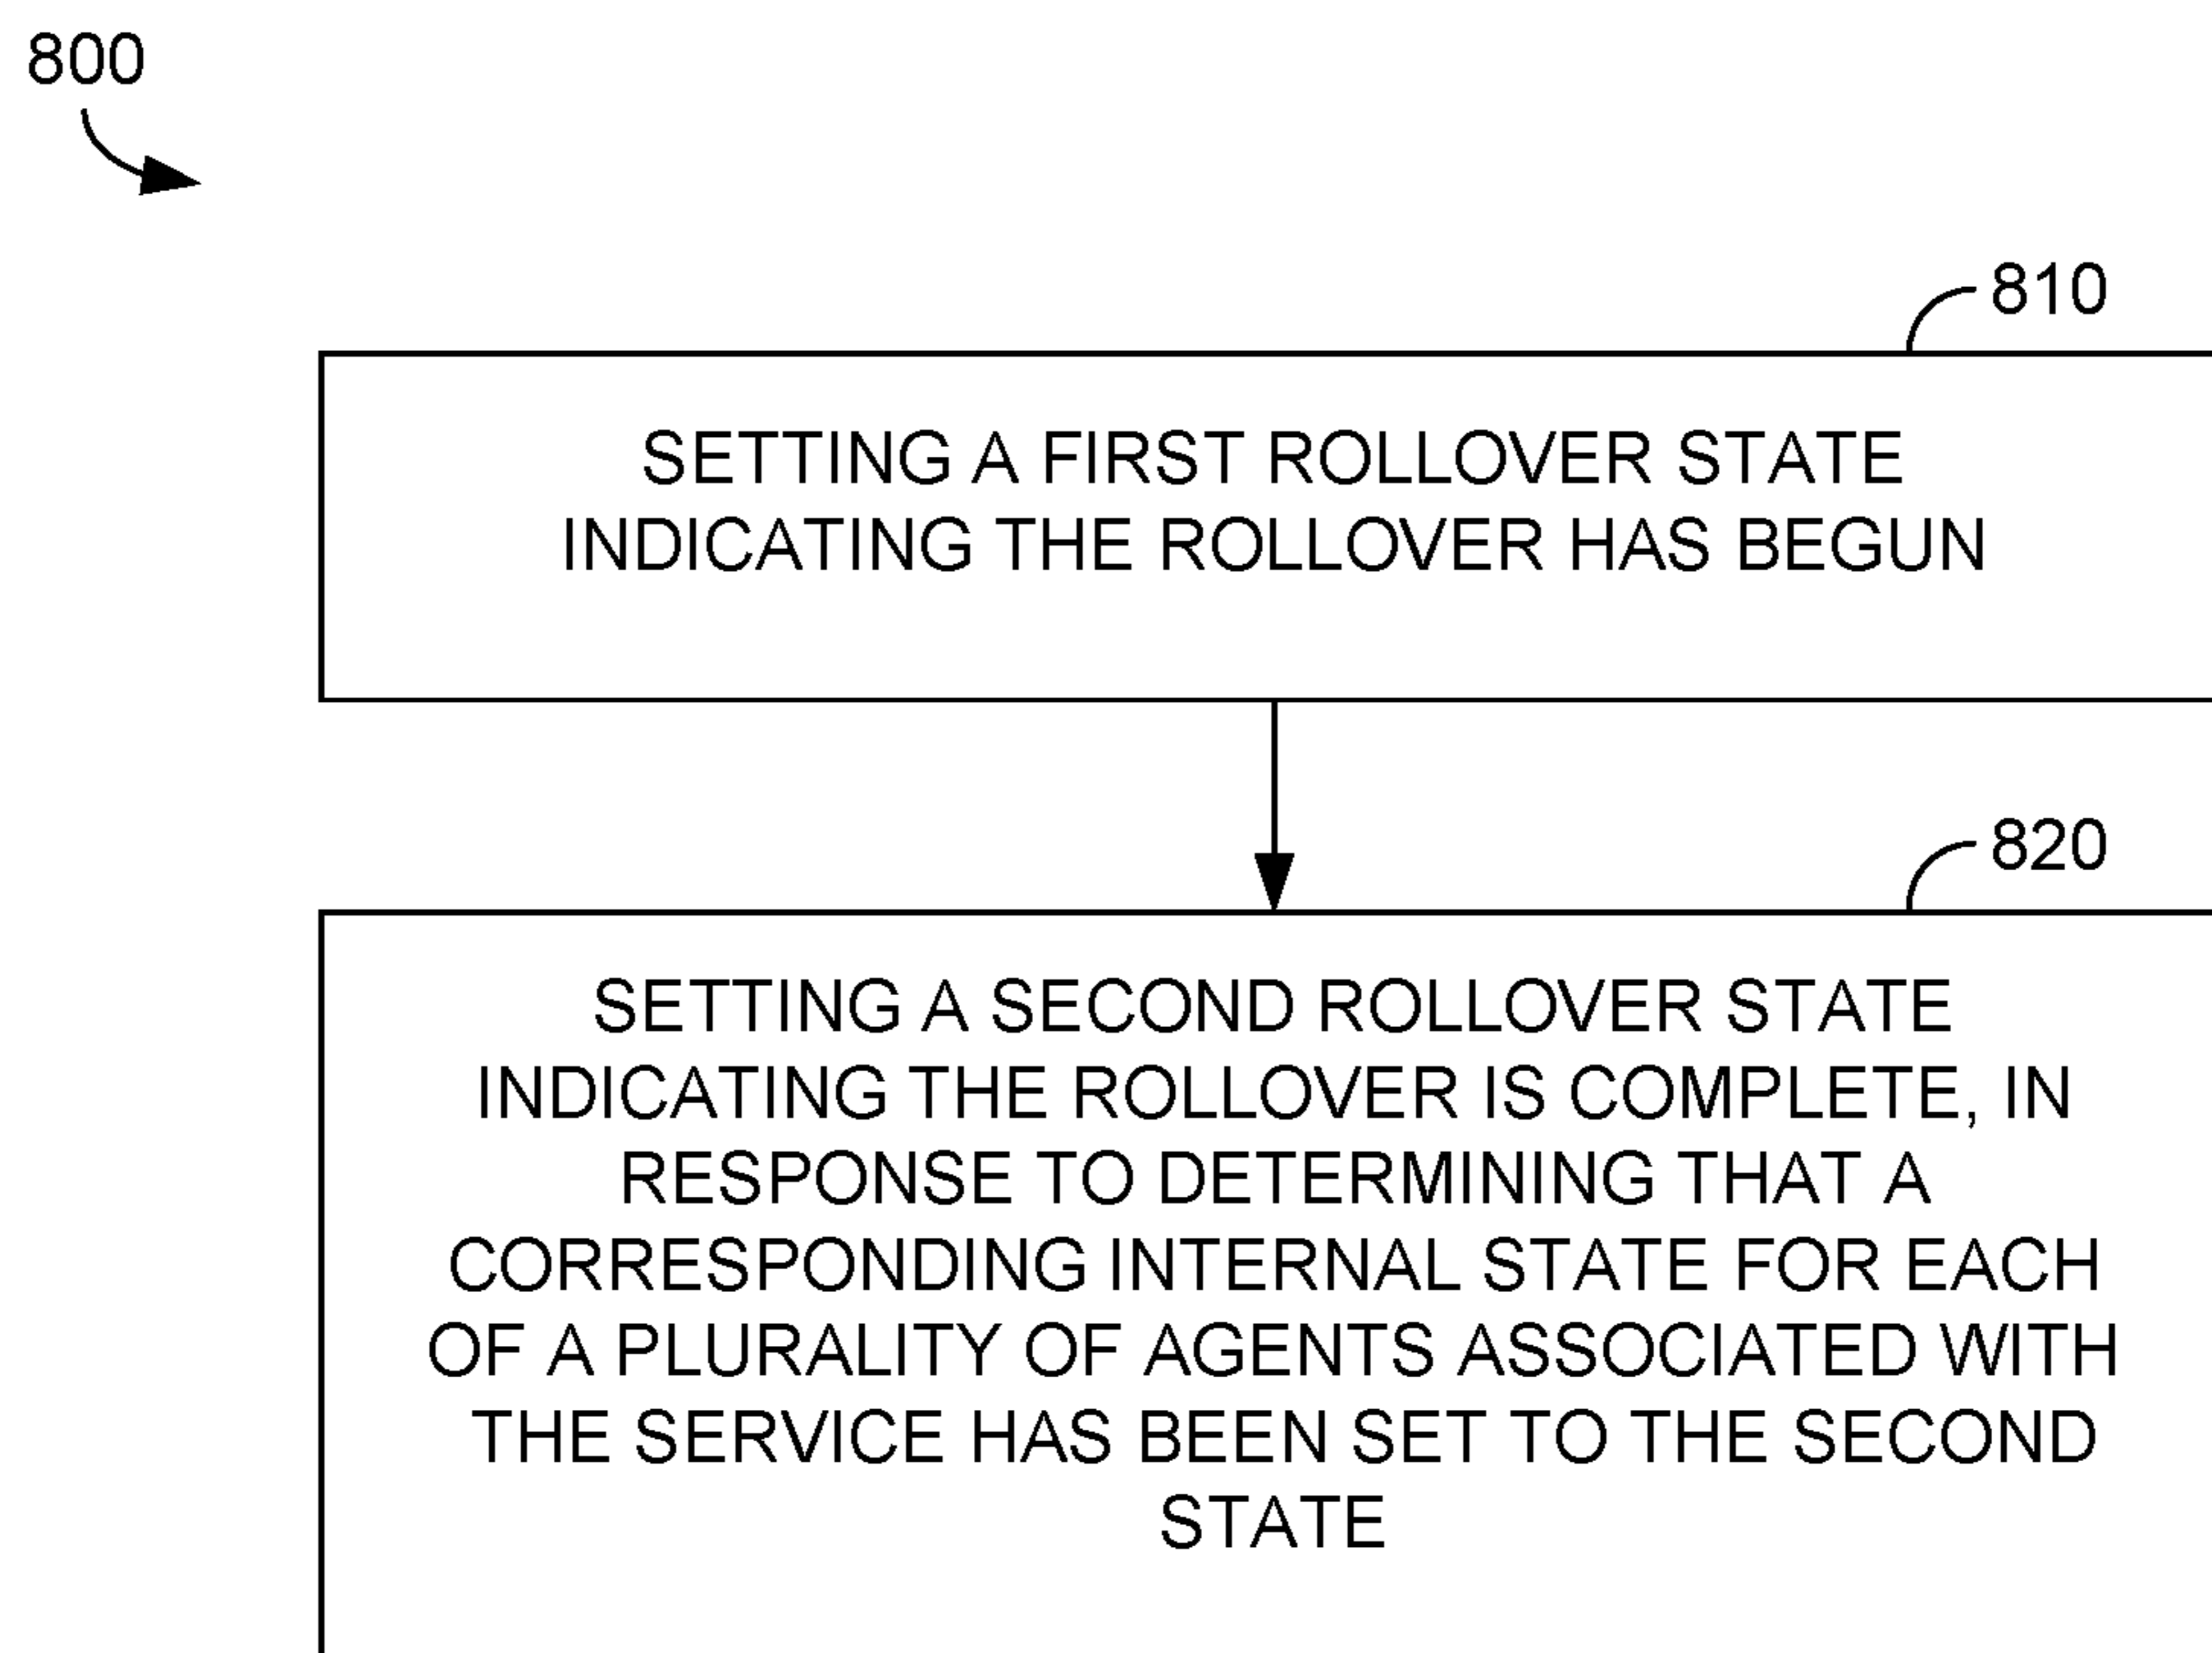 800
810
SETTING A FIRST ROLLOVER STATE
INDICATING THE ROLLOVER HAS BEGUN
820
SETTING A SECOND ROLLOVER STATE
INDICATING THE ROLLOVER IS COMPLETE, IN
RESPONSE TO DETERMINING THAT A
CORRESPONDING INTERNAL STATE FOR EACH
OF A PLURALITY OF AGENTS ASSOCIATED WITH
THE SERVICE HAS BEEN SET TO THE SECOND
STATE